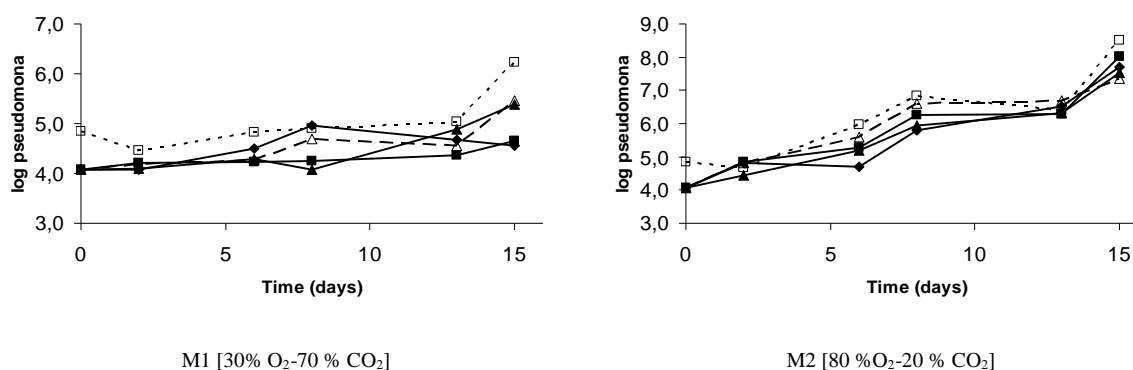 7,0
6,0
5,0
4,0
3,0
log pseudomona
0 5 10 15
Time (days)
M1 [30% O₂-70 % CO₂]
9,0
8,0
7,0
6,0
5,0
4,0
3,0
log pseudomona
0 5 10 15
Time (days)
M2 [80 %O₂-20 % CO₂]